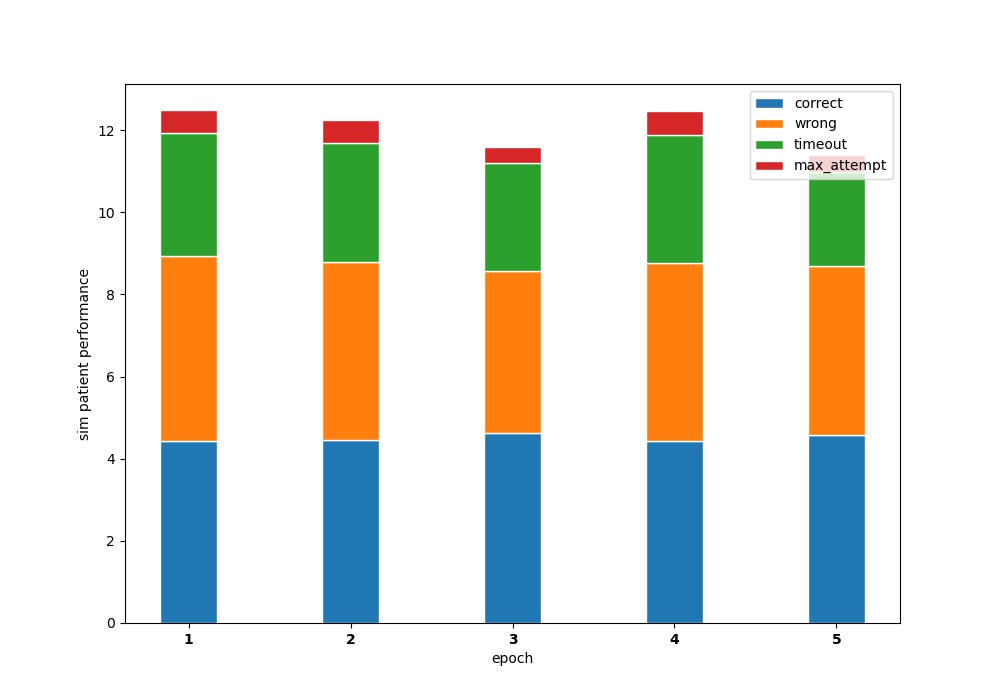 correct
wrong
timeout
max_attempt
12
10
8
6
4
2
0
sim patient performance
1 2 3 4 5
epoch